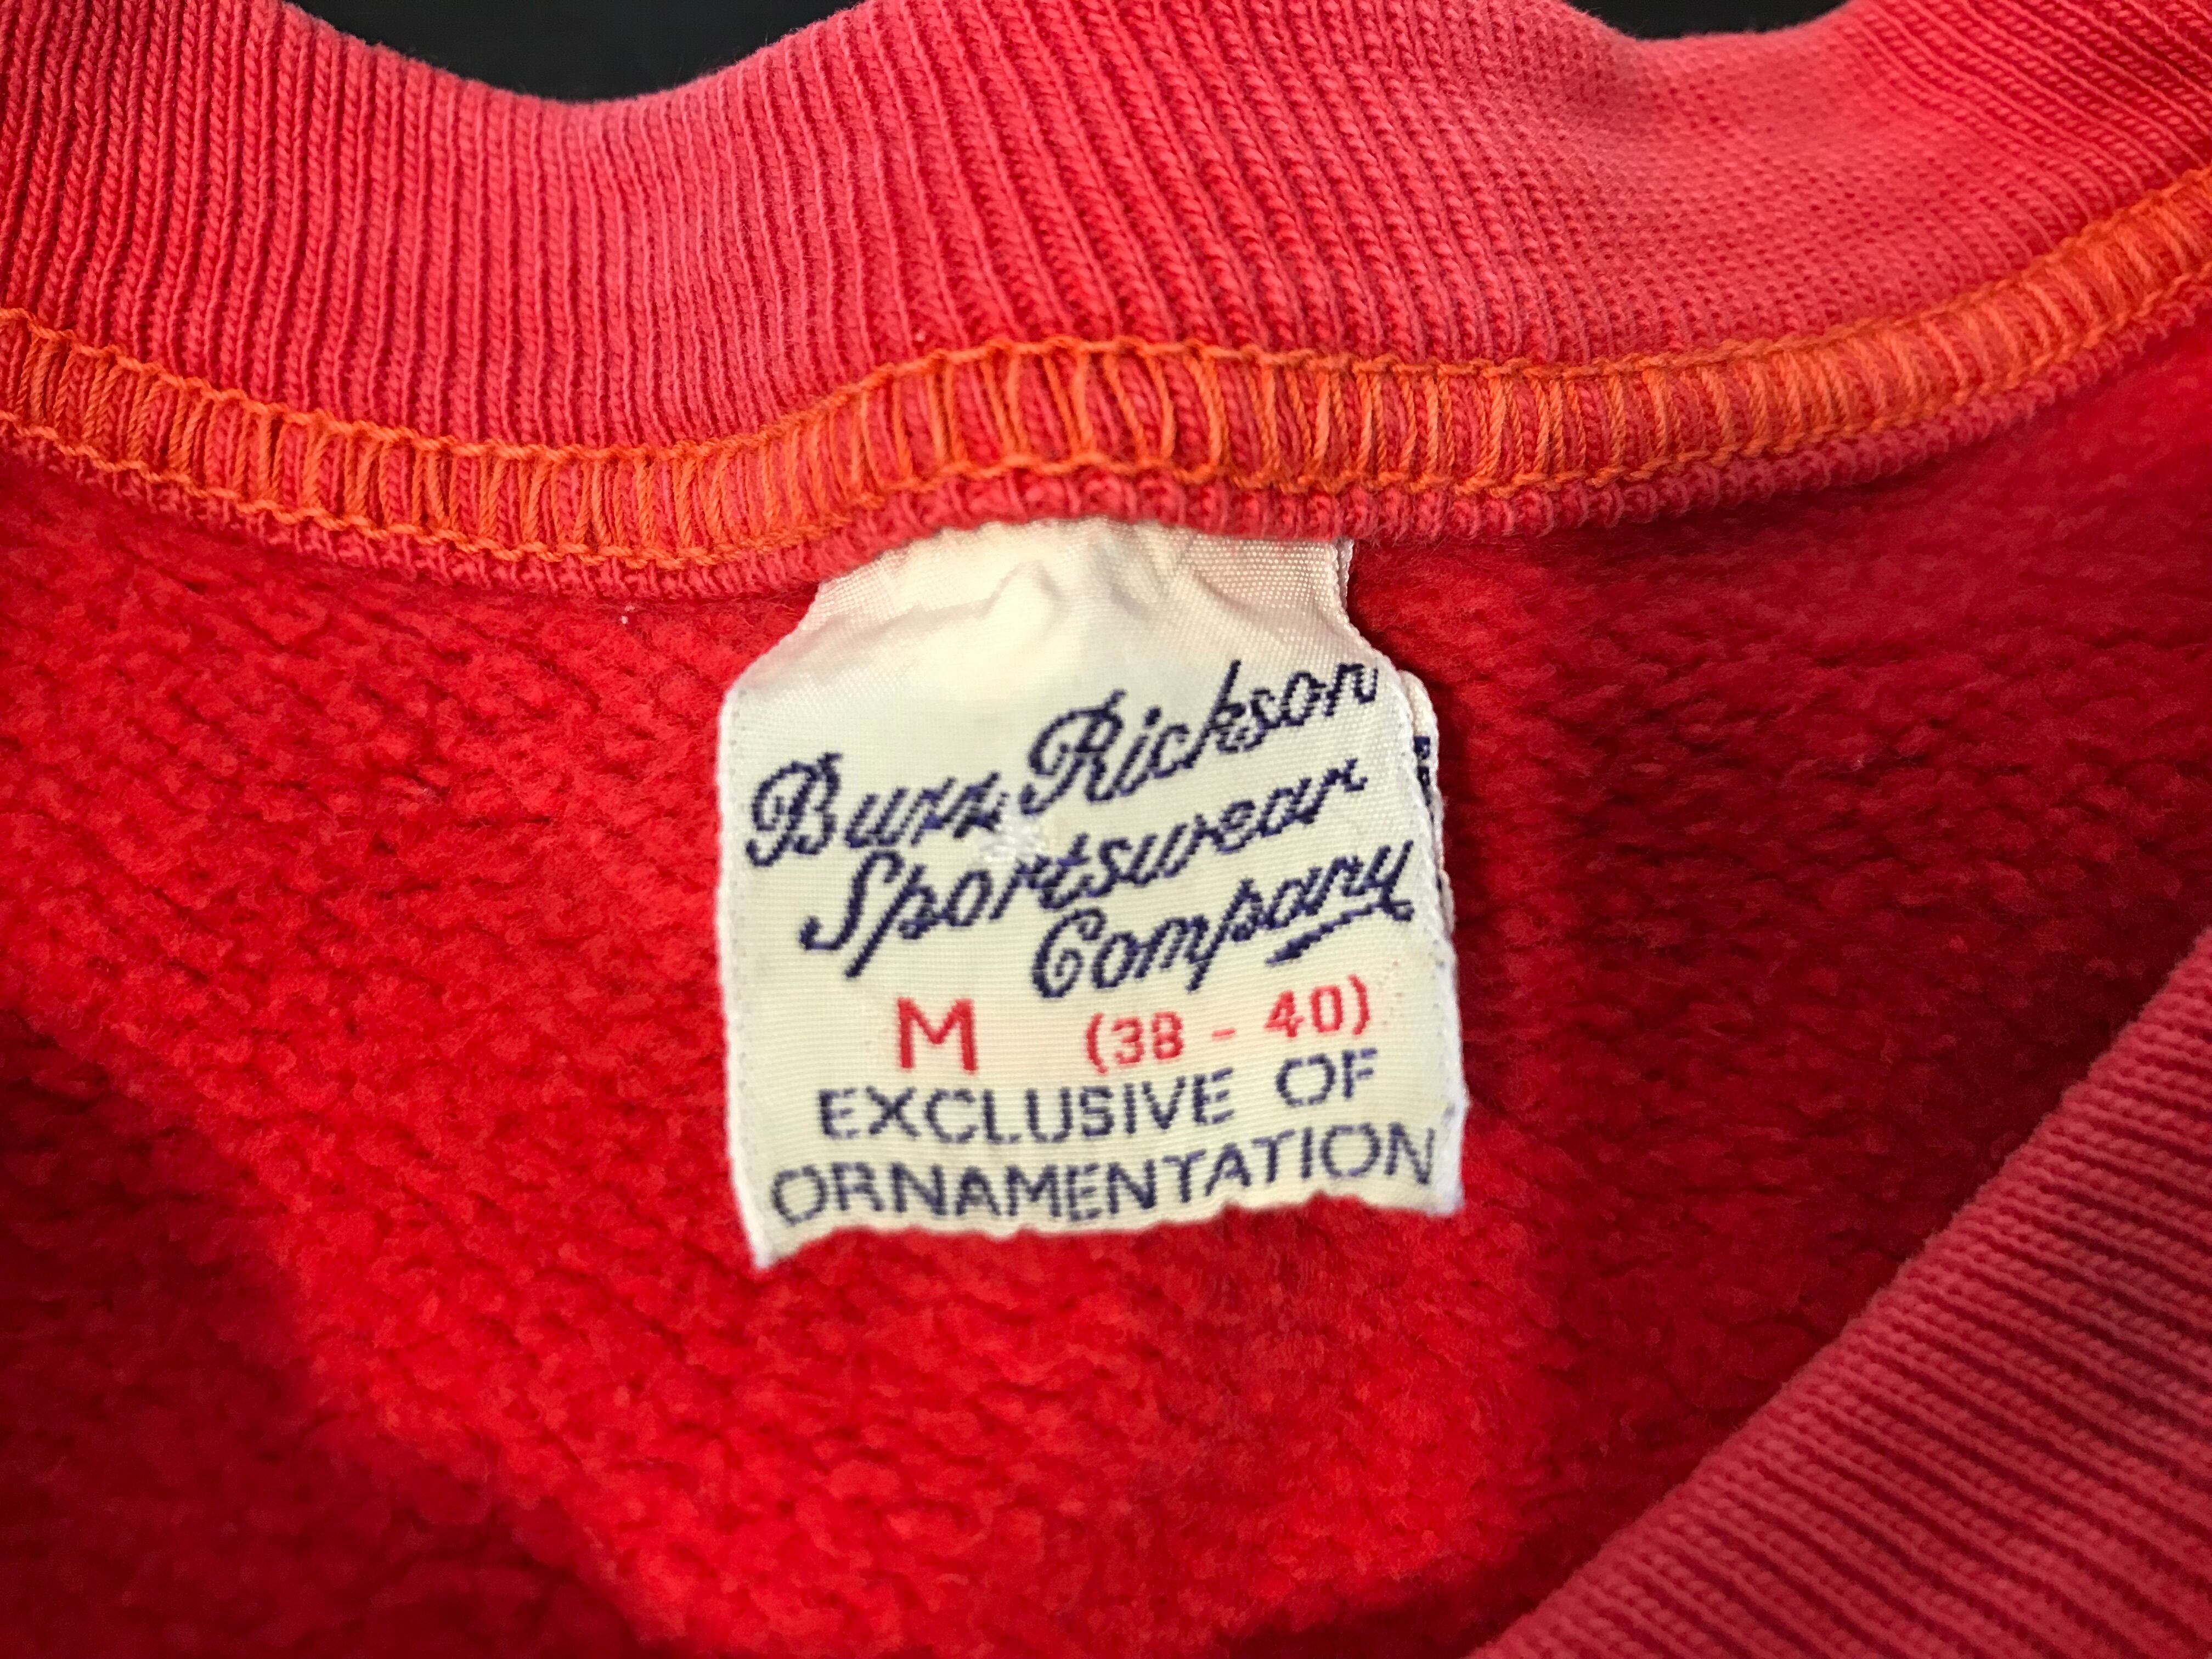 Buzz Rickson
Sportswear
Company
M (38 - 40)
EXCLUSIVE OF
ORNAMENTATION